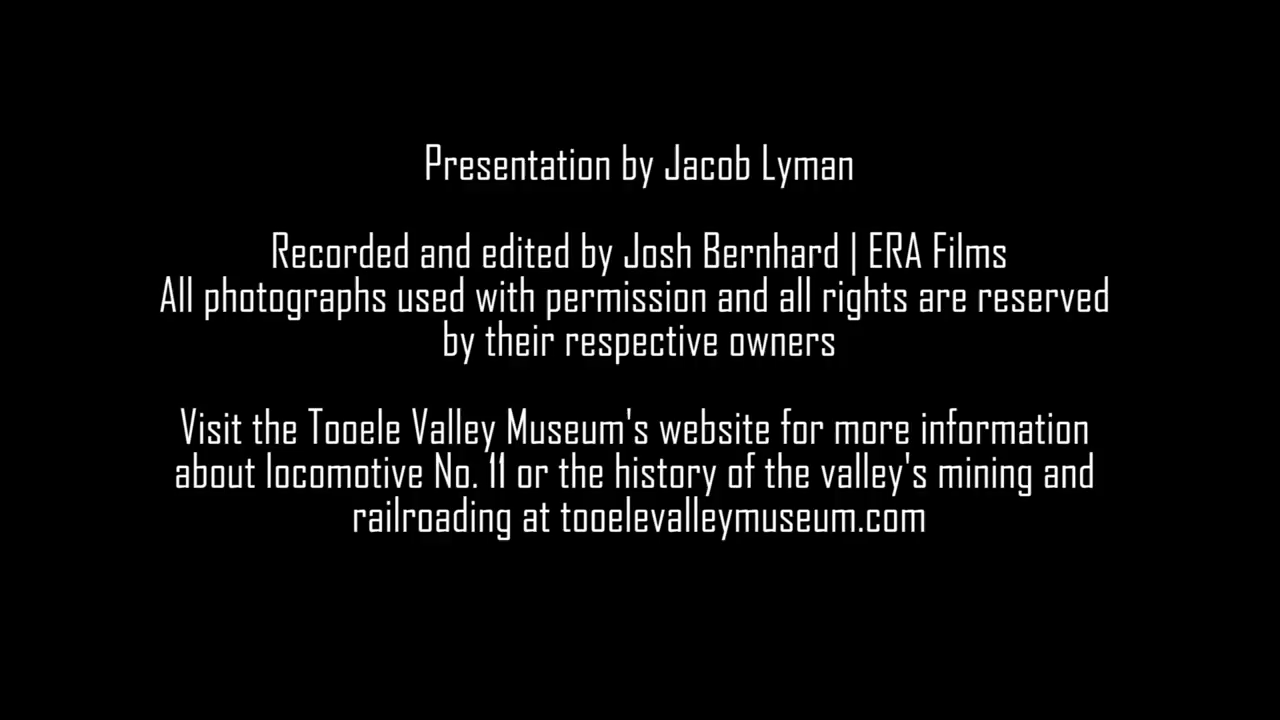 Presentation by Jacob Lyman
Recorded and edited by Josh Bernhard | ERA Films
All photographs used with permission and all rights are reserved
by their respective owners
Visit the Tooele Valley Museum's website for more information
about locomotive No. 11 or the history of the valley's mining and
railroading at tooelevalleymuseum.com